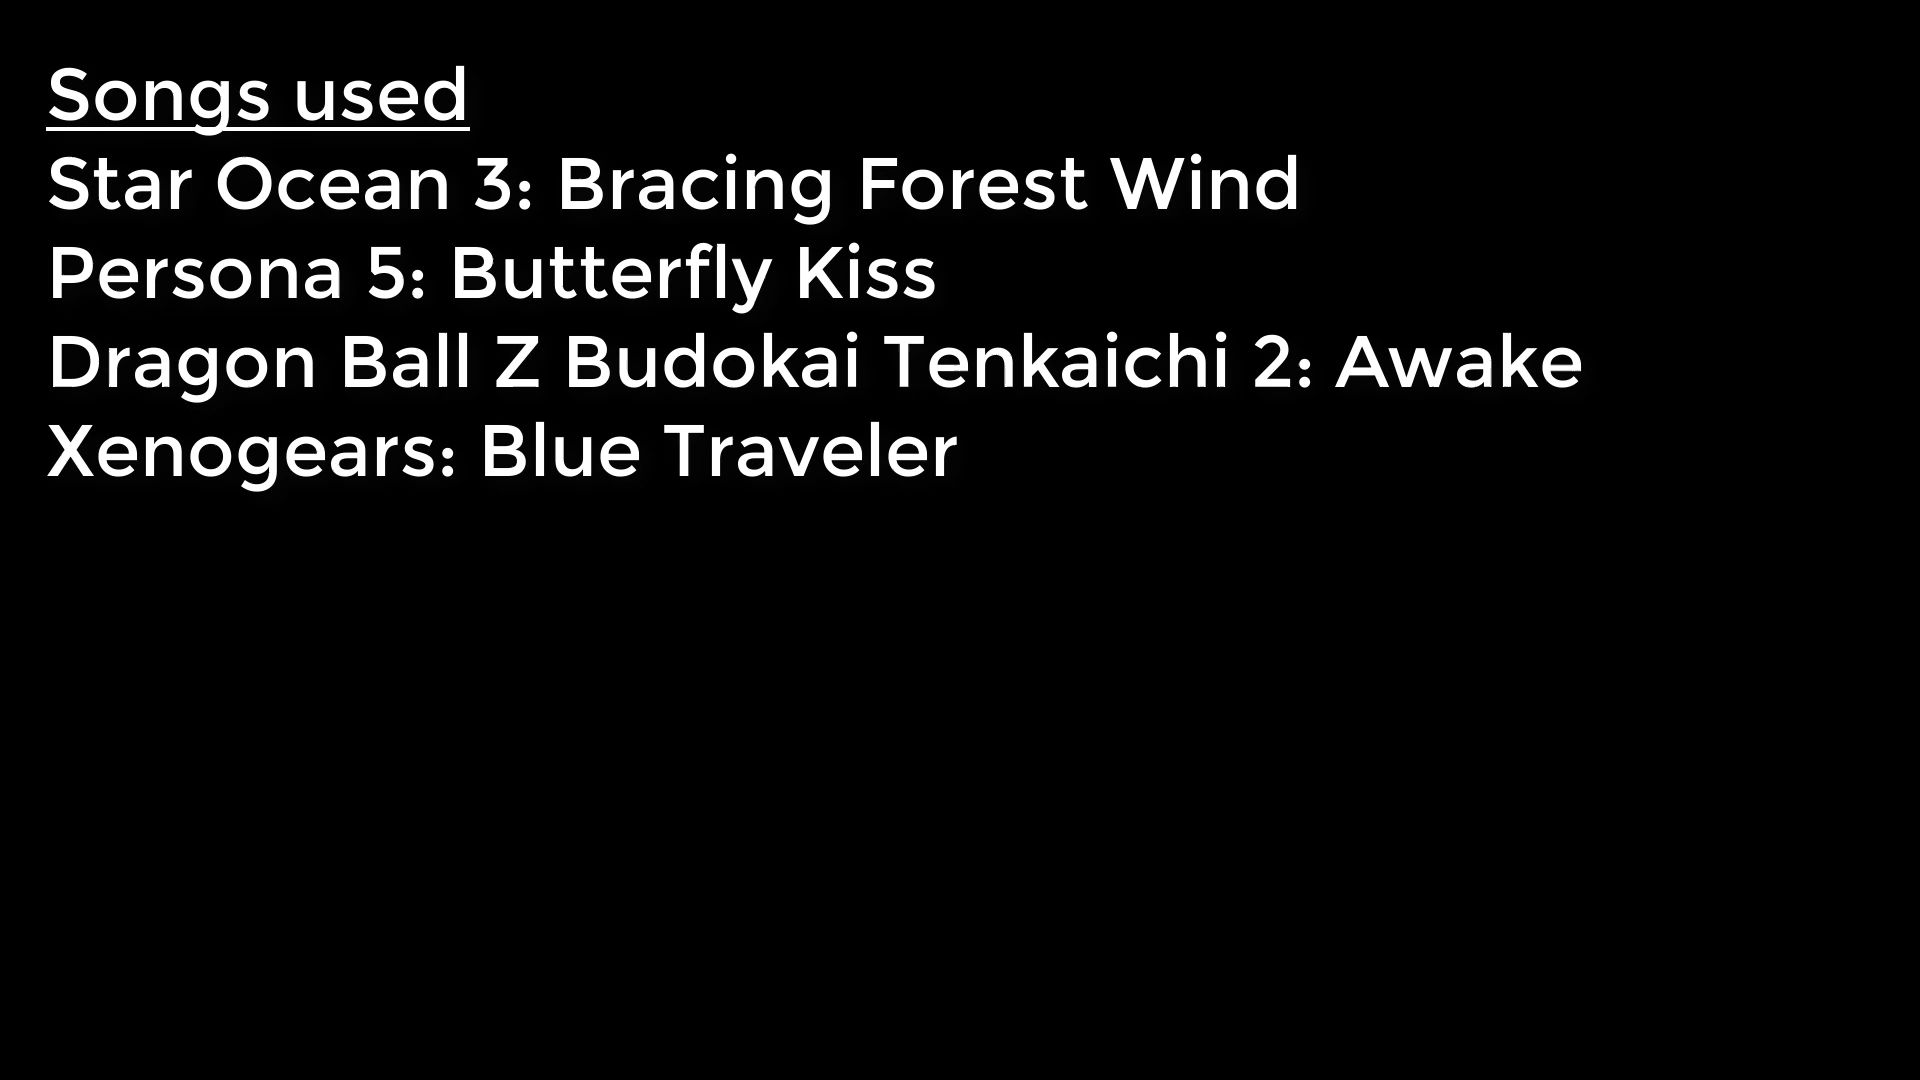 Songs used
Star Ocean 3: Bracing Forest Wind
Persona 5: Butterfly Kiss
Dragon Ball Z Budokai Tenkaichi 2: Awake
Xenogears: Blue Traveler